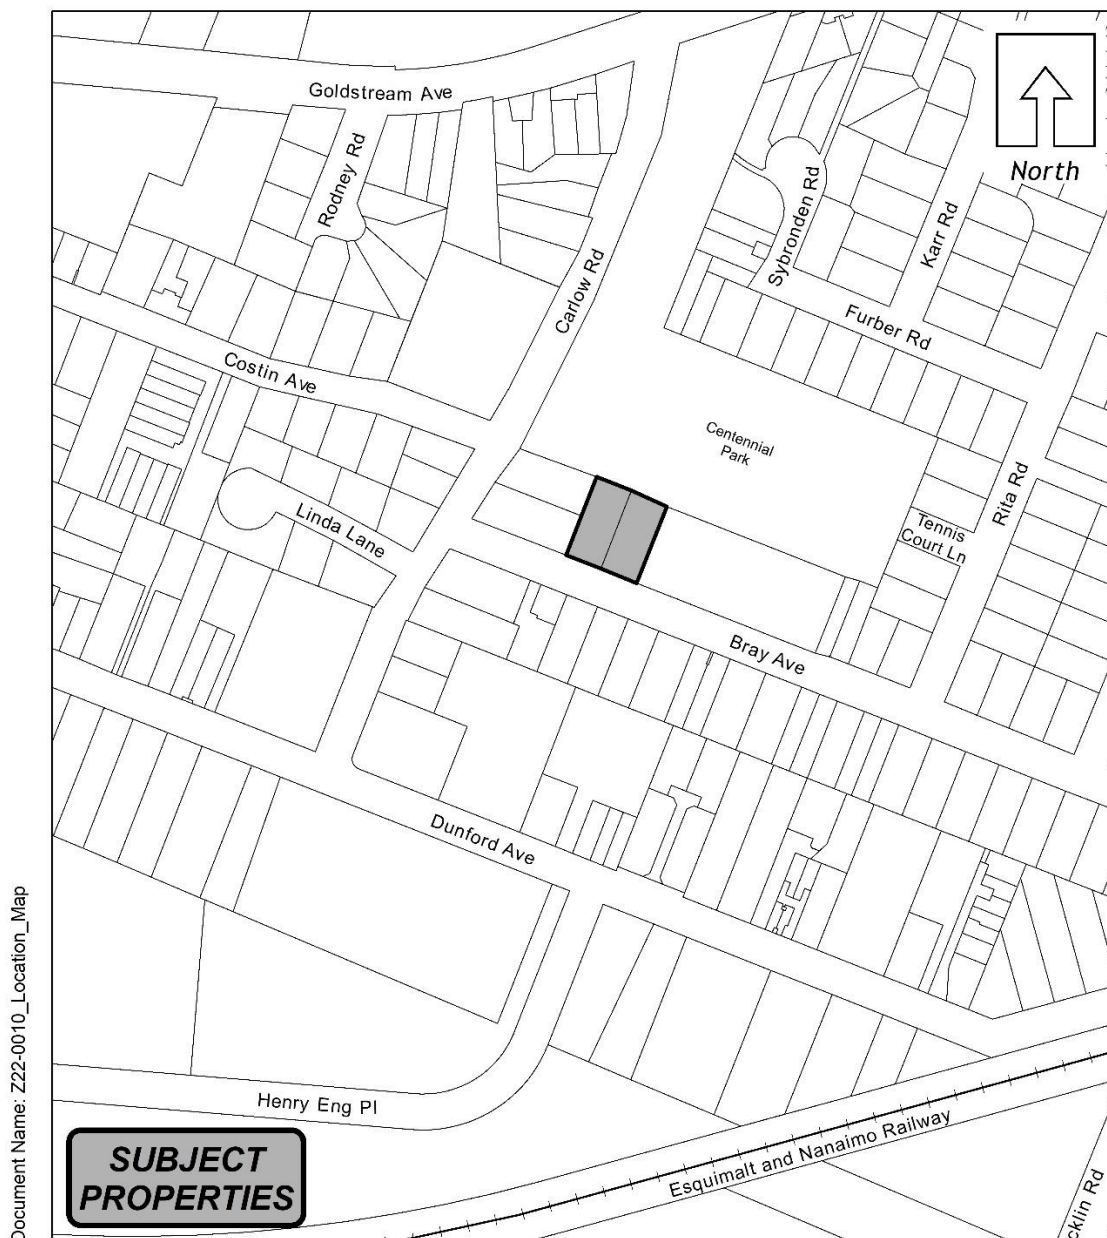 Goldstream Ave
Rodney Rd
Carlow Rd
Sybronden Rd
Karr Rd
North
Furber Rd
Costin Ave
Centennial
Park
Linda Lane
Tennis
Court Ln
Rita Rd
Bray Ave
Dunford Ave
Henry Eng Pl
Esquimalt and Nanaimo Railway
cklin Rd
SUBJECT
PROPERTIES
Document Name: Z22-0010_Location_Map